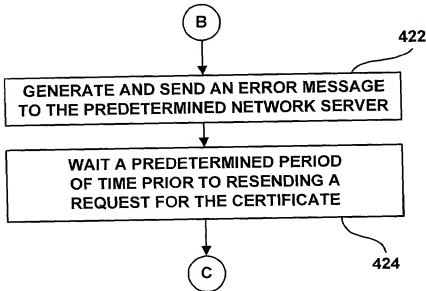 B
422
GENERATE AND SEND AN ERROR MESSAGE
TO THE PREDETERMINED NETWORK SERVER
WAIT A PREDETERMINED PERIOD
OF TIME PRIOR TO RESENDING A
REQUEST FOR THE CERTIFICATE
424
C